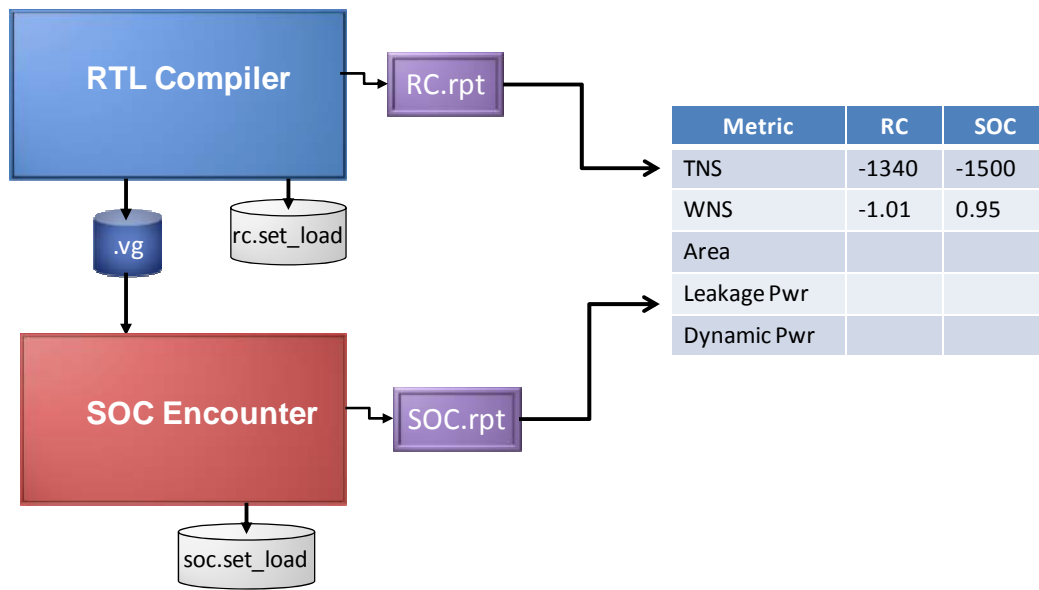 RTL Compiler
RC.rpt
.vg
rc.set_load
SOC Encounter
SOC.rpt
soc.set_load
Metric RC SOC
TNS -1340 -1500
WNS -1.01 0.95
Area
Leakage Pwr
Dynamic Pwr